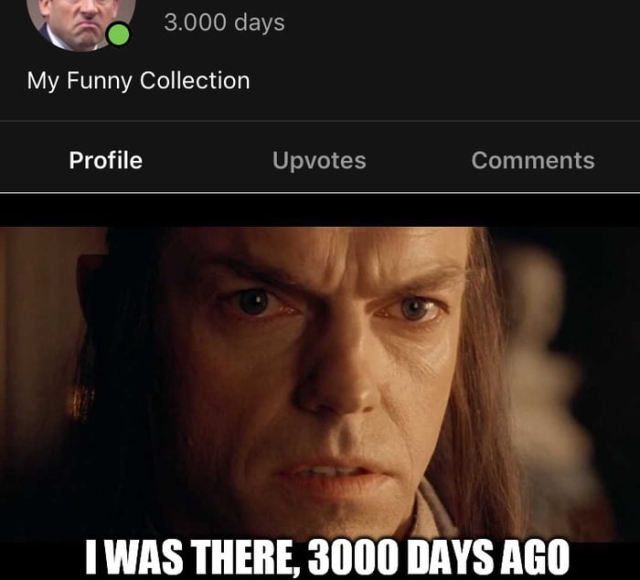 3.000 days
My Funny Collection
Profile Upvotes Comments
I WAS THERE, 3000 DAYS AGO